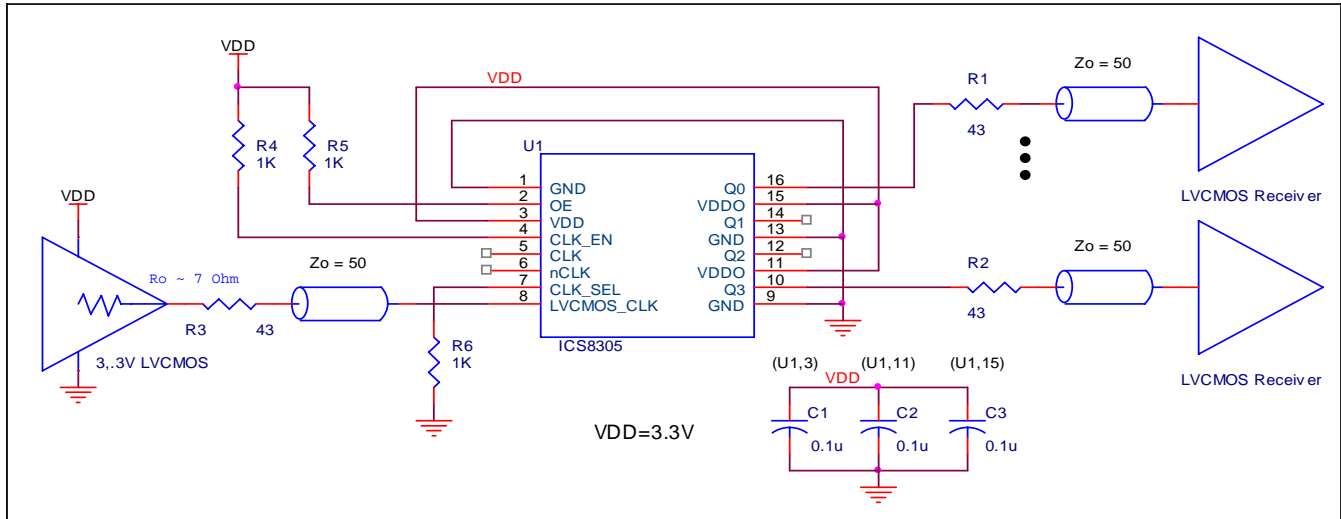 VDD
R4
1K
R5
1K
VDD
Ro ~ 7 Ohm
R3
43
3,.3V LVCMOS
Zo = 50
R6
1K
VDD
U1
1
2
3
4
5
6
7
8
GND
OE
VDD
CLK_EN
CLK
nCLK
CLK_SEL
LVCMOS_CLK
Q0
VDDO
Q1
GND
Q2
VDDO
Q3
GND
16
15
14
13
12
11
10
9
ICS8305
R1
43
Zo = 50
LVCMOS Receiver
R2
43
Zo = 50
LVCMOS Receiver
VDD=3.3V
(U1,3)
(U1,11)
(U1,15)
VDD
C1
0.1u
C2
0.1u
C3
0.1u